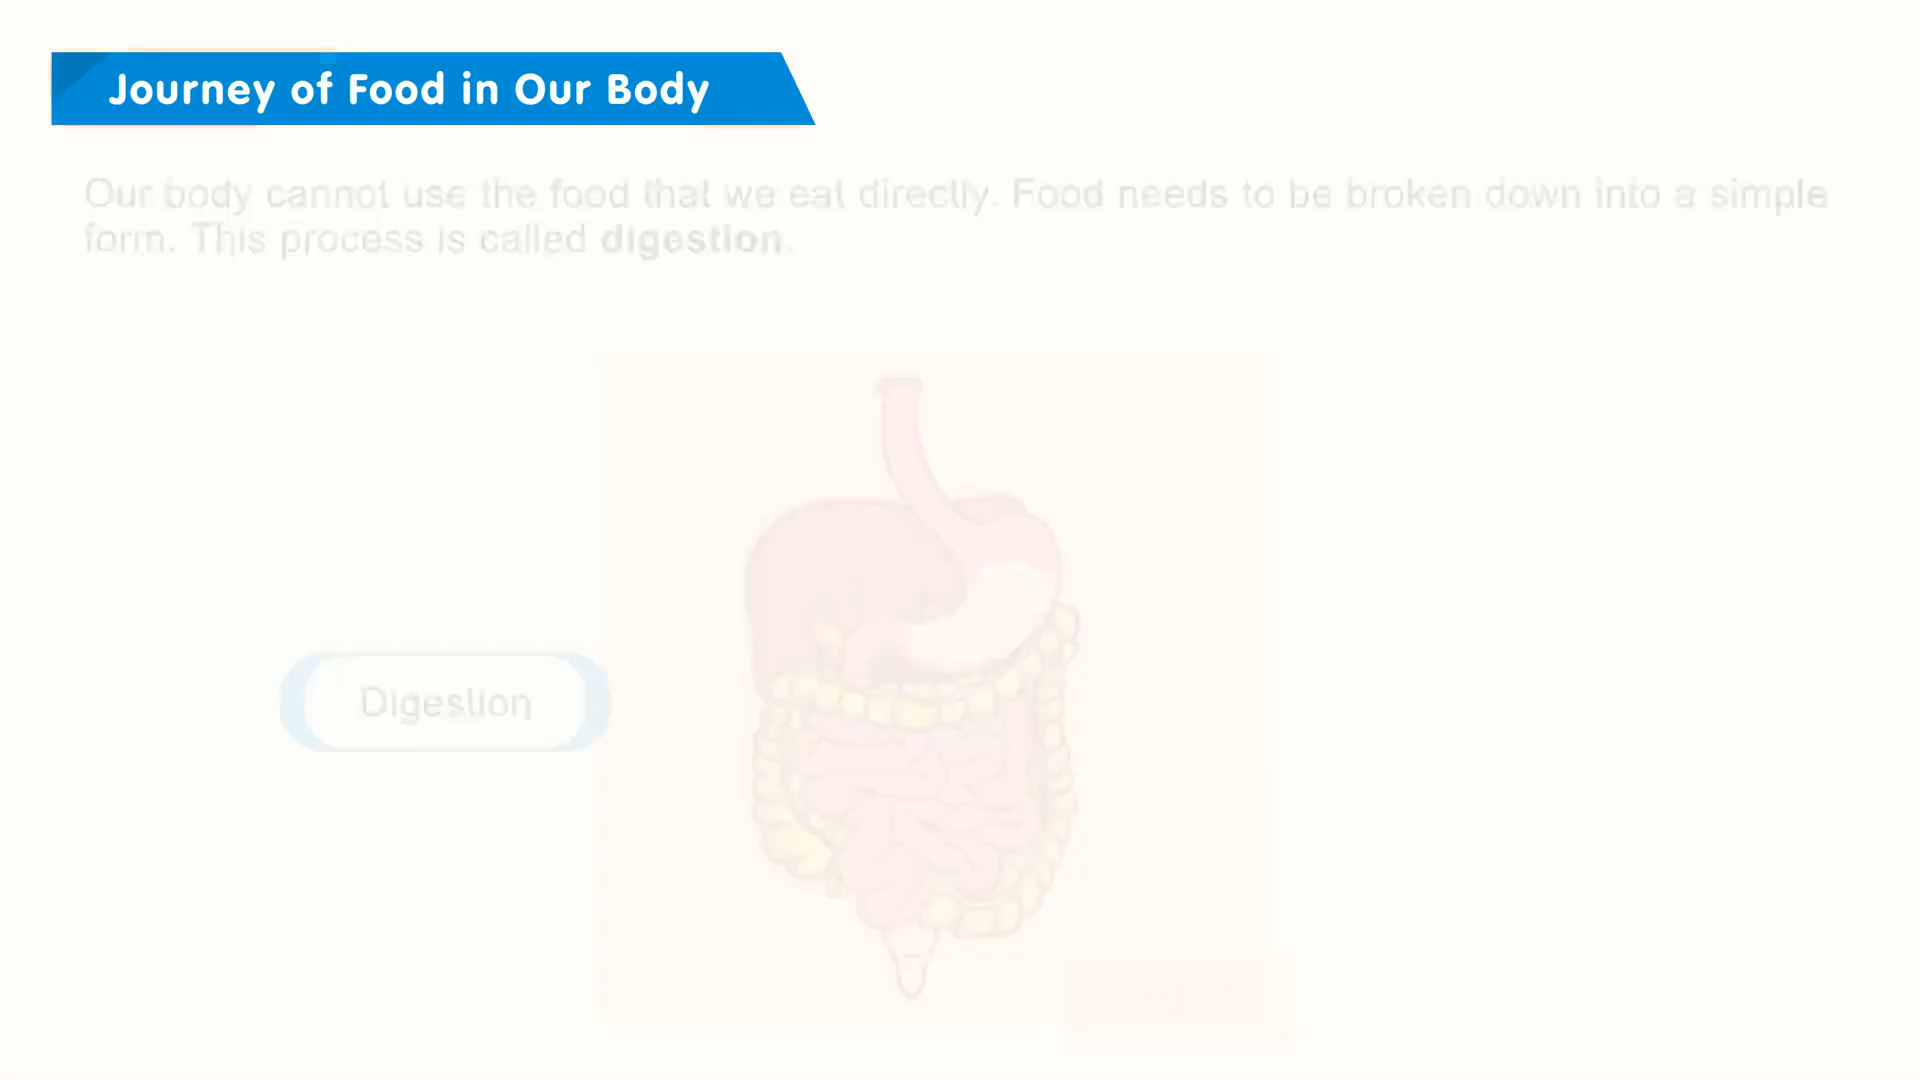 Journey of Food in Our Body
Our body cannot use the food that we eat directly. Food needs to be broken down into a simple
form. This process is called digestion.
Digestion